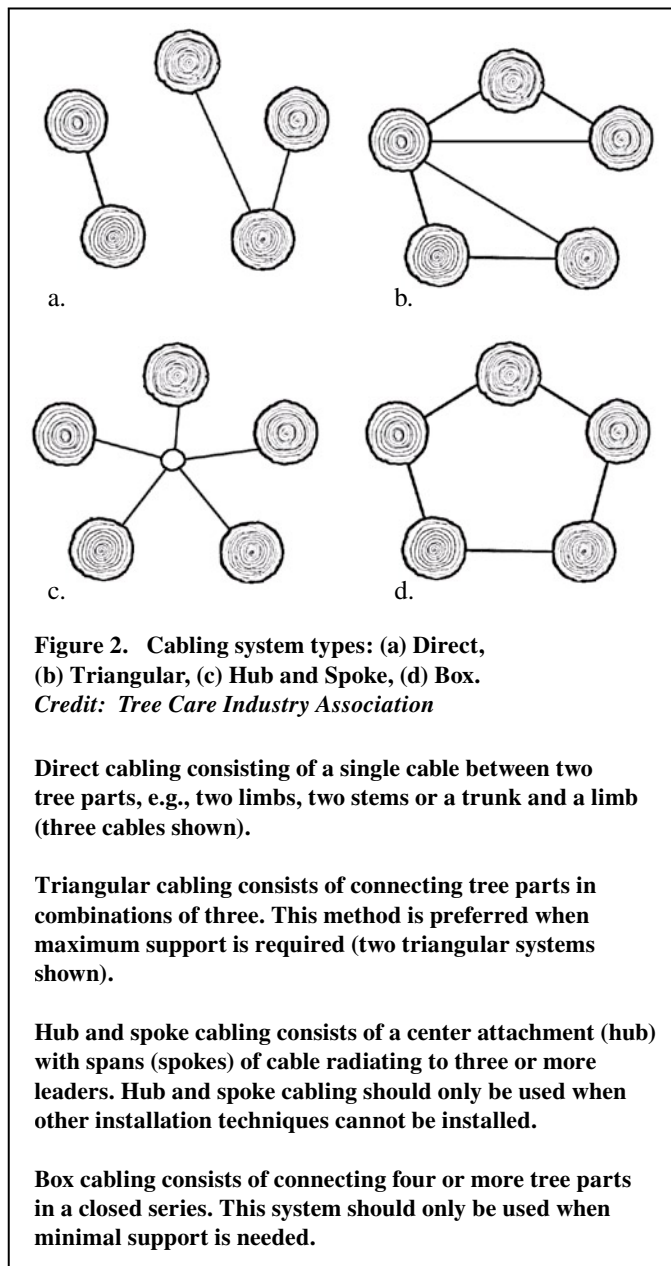 a.
b.
c.
d.
Figure 2. Cabling system types: (a) Direct,
(b) Triangular, (c) Hub and Spoke, (d) Box.
Credit: Tree Care Industry Association
Direct cabling consisting of a single cable between two
tree parts, e.g., two limbs, two stems or a trunk and a limb
(three cables shown).
Triangular cabling consists of connecting tree parts in
combinations of three. This method is preferred when
maximum support is required (two triangular systems
shown).
Hub and spoke cabling consists of a center attachment (hub)
with spans (spokes) of cable radiating to three or more
leaders. Hub and spoke cabling should only be used when
other installation techniques cannot be installed.
Box cabling consists of connecting four or more tree parts
in a closed series. This system should only be used when
minimal support is needed.